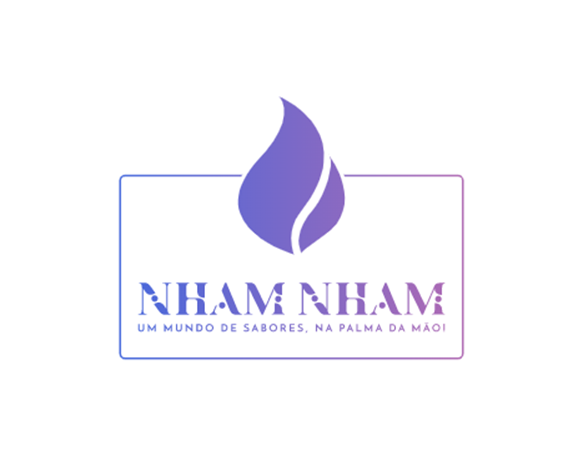 NHAM NHAM
UM MUNDO DE SABORES, NA PALMA DA MÃO!